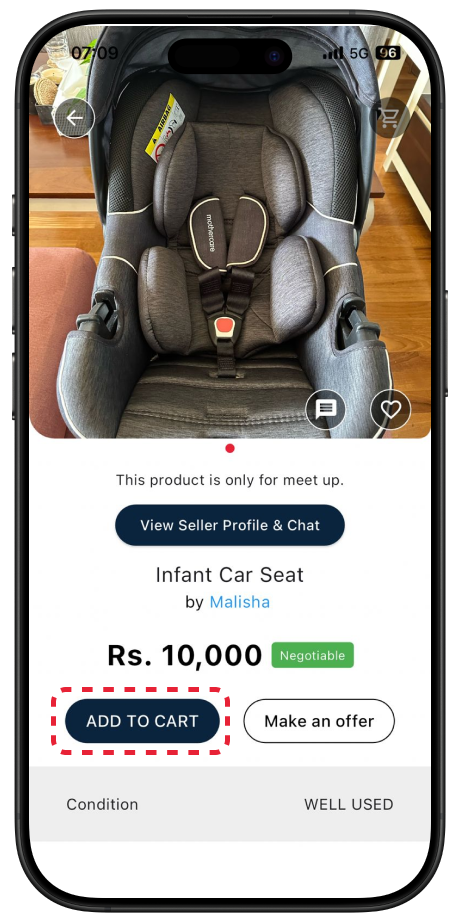 07:09
5G 96
AIRBAG
mothercare
This product is only for meet up.
View Seller Profile & Chat
Infant Car Seat
by Malisha
Rs. 10,000 Negotiable
ADD TO CART Make an offer
Condition WELL USED